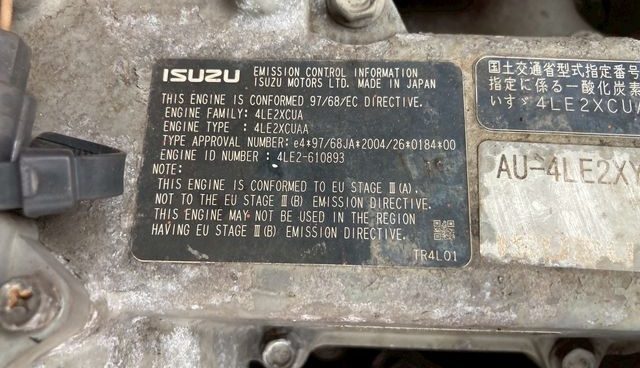 ISUZU EMISSION CONTROL INFORMATION
ISUZU MOTORS LTD. MADE IN JAPAN
THIS ENGINE IS CONFORMED 97/68/EC DIRECTIVE.
ENGINE FAMILY: 4LE2XCUA
ENGINE TYPE : 4LE2XCUAA
TYPE APPROVAL NUMBER: e4*97/68JA*2004/26*0184*00
ENGINE ID NUMBER : 4LE2-610893
NOTE:
THIS ENGINE IS CONFORMED TO EU STAGE Ⅲ(A).
NOT TO THE EU STAGE Ⅲ(B) EMISSION DIRECTIVE.
THIS ENGINE MAY NOT BE USED IN THE REGION
HAVING EU STAGE Ⅲ(B) EMISSION DIRECTIVE.
TR4L01
国土交通省型式指定番号
指定に係る一酸化炭素
いすゞ4LE2XCUA
AU-4LE2XY